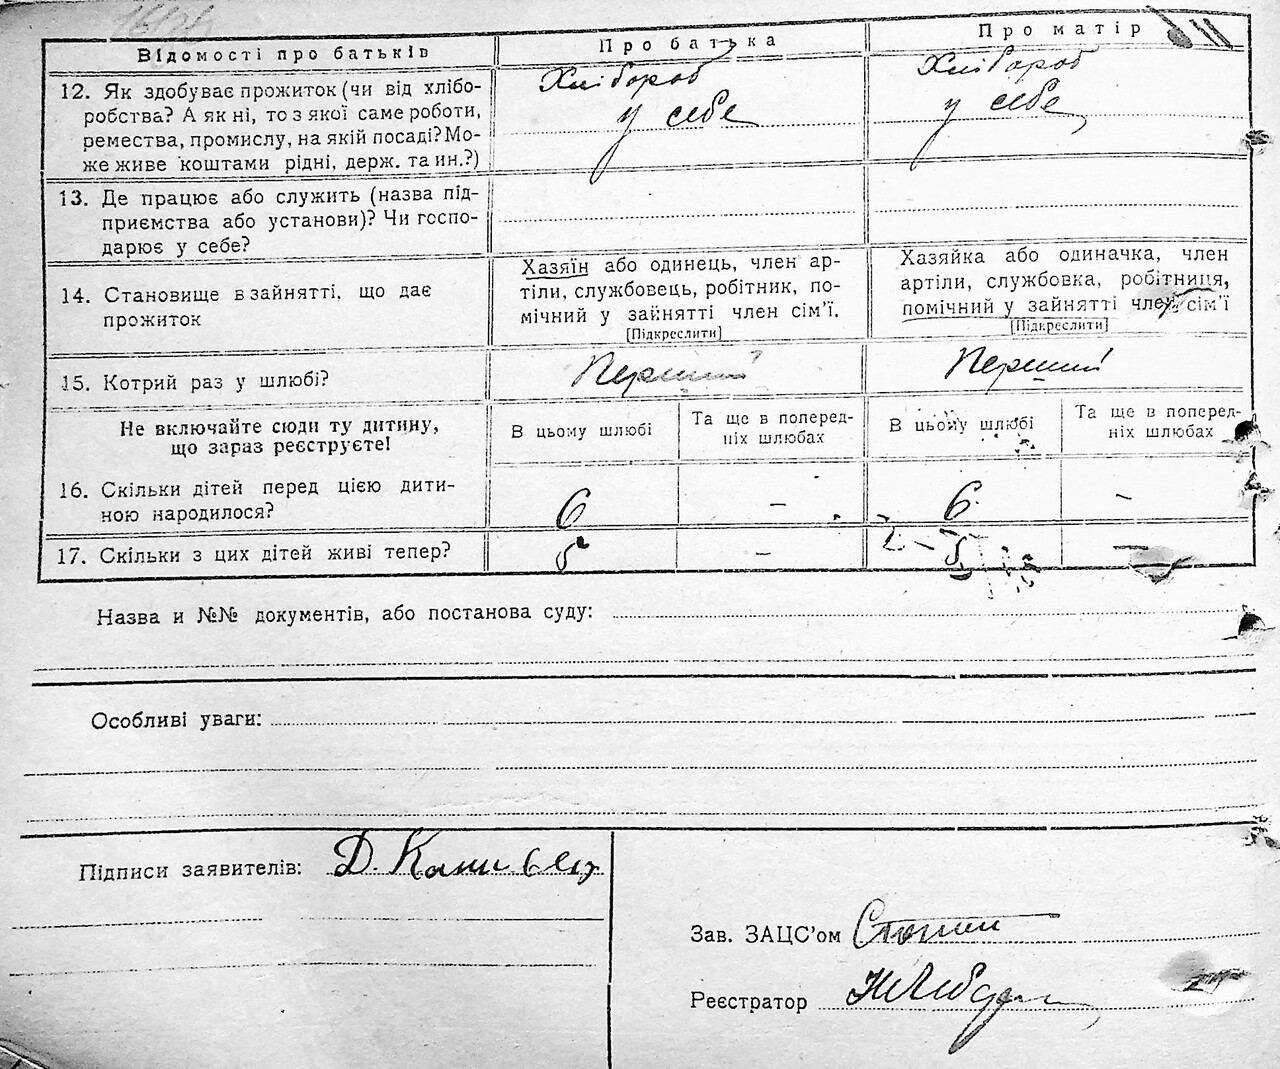 Відомості про батьків
Про батька
Про матір
12. Як здобуває прожиток (чи від хлібо-
робства? А як ні, то з якої саме роботи,
ремества, промислу, на якій посаді? Мо-
же живе коштами рідні, держ. та ин.?)
Хлібороб
у себе
Хлібороб
у себе
13. Де працює або служить (назва під-
приємства або установи)? Чи госпо-
дарює у себе?
14. Становище в зайнятті, що дає
прожиток
Хазяїн або одинець, член ар-
тіли, службовець, робітник, по-
мічний у зайнятті член сім’ї.
[Підкреслити]
Хазяйка або одиначка, член
артіли, службовка, робітниця,
помічний у зайнятті член сім’ї
[Підкреслити]
15. Котрий раз у шлюбі?
Перший
Перший
Не включайте сюди ту дитину,
що зараз реєструєте!
В цьому шлюбі
Та ще в поперед-
ніх шлюбах
В цьому шлюбі
Та ще в поперед-
ніх шлюбах
16. Скільки дітей перед цією дити-
ною народилося?
6
–
6
–
17. Скільки з цих дітей живі тепер?
5
–
5
—
Назва и №№ документів, або постанова суду:
Особливі уваги:
Підписи заявителів: Д.
Зав. ЗАЦС’ом
Реєстратор